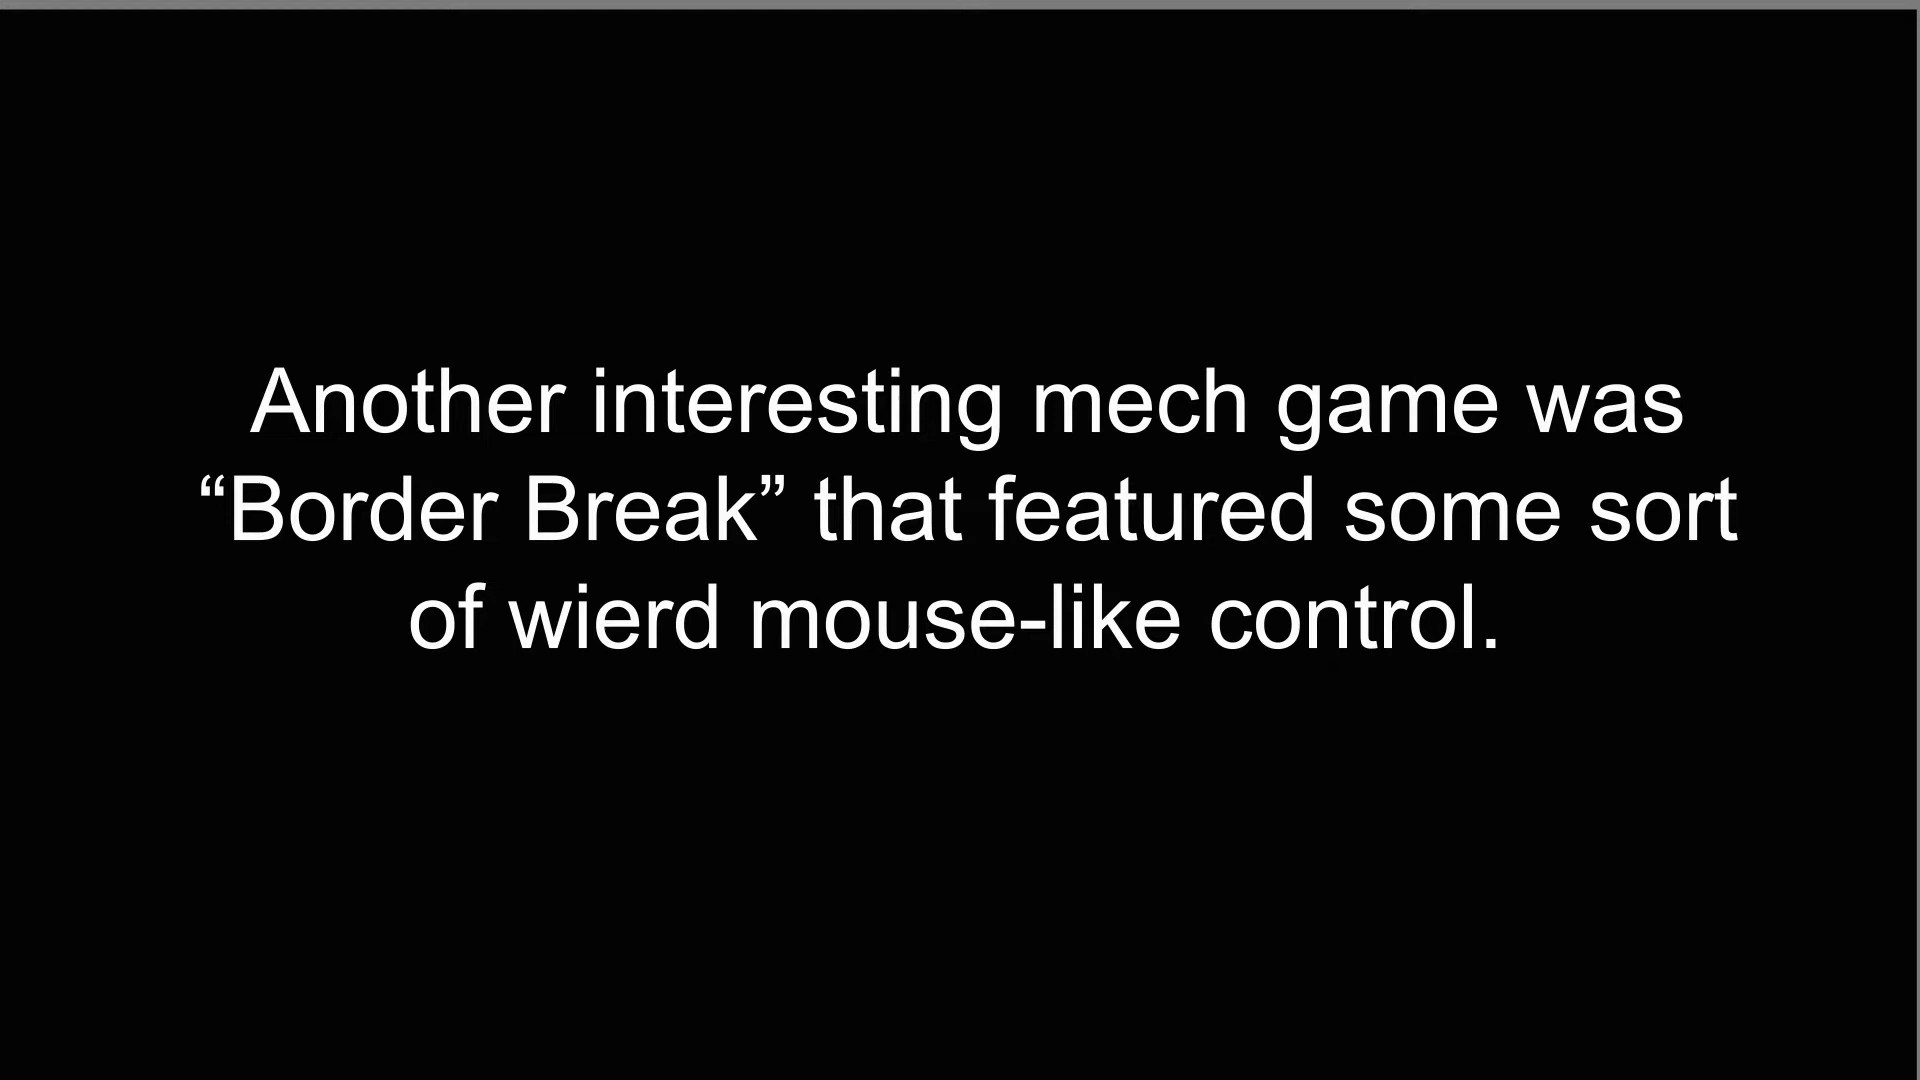 Another interesting mech game was
“Border Break” that featured some sort
of wierd mouse-like control.